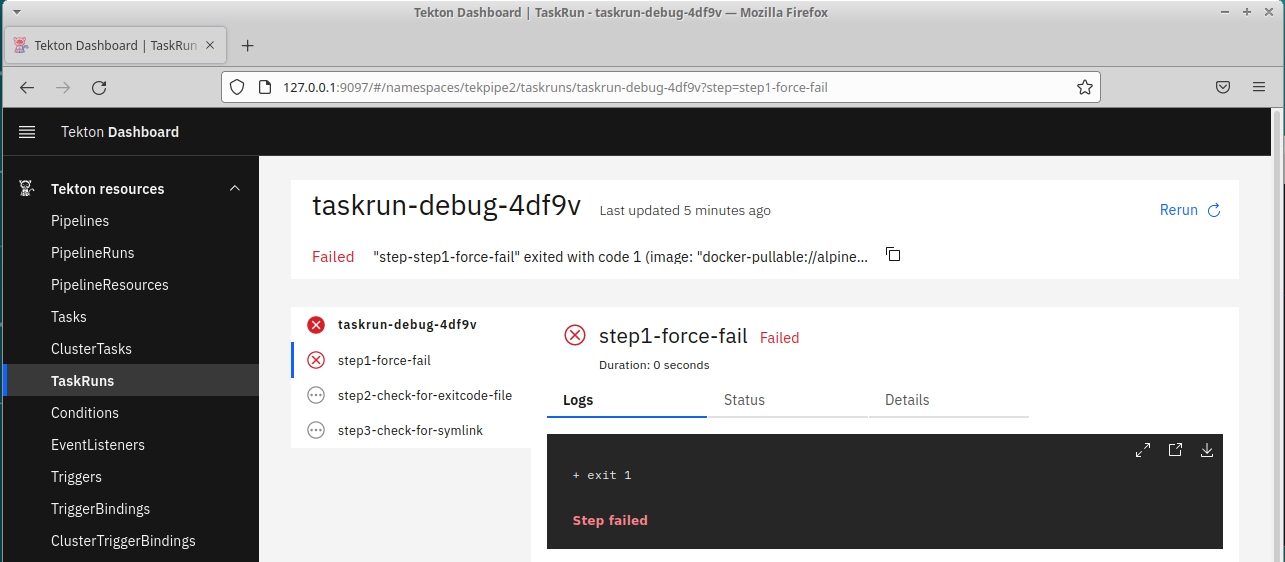 Tekton Dashboard | TaskRun - taskrun-debug-4df9v — Mozilla Firefox
Tekton Dashboard | TaskRun
127.0.0.1:9097/#/namespaces/tekpipe2/taskruns/taskrun-debug-4df9v?step=step1-force-fail
Tekton Dashboard
Tekton resources
Pipelines
PipelineRuns
PipelineResources
Tasks
ClusterTasks
TaskRuns
Conditions
EventListeners
Triggers
TriggerBindings
ClusterTriggerBindings
taskrun-debug-4df9v Last updated 5 minutes ago Rerun
Failed "step-step1-force-fail" exited with code 1 (image: "docker-pullable://alpine...
taskrun-debug-4df9v
step1-force-fail
step2-check-for-exitcode-file
step3-check-for-symlink
step1-force-fail Failed
Duration: 0 seconds
Logs Status Details
+ exit 1
Step failed